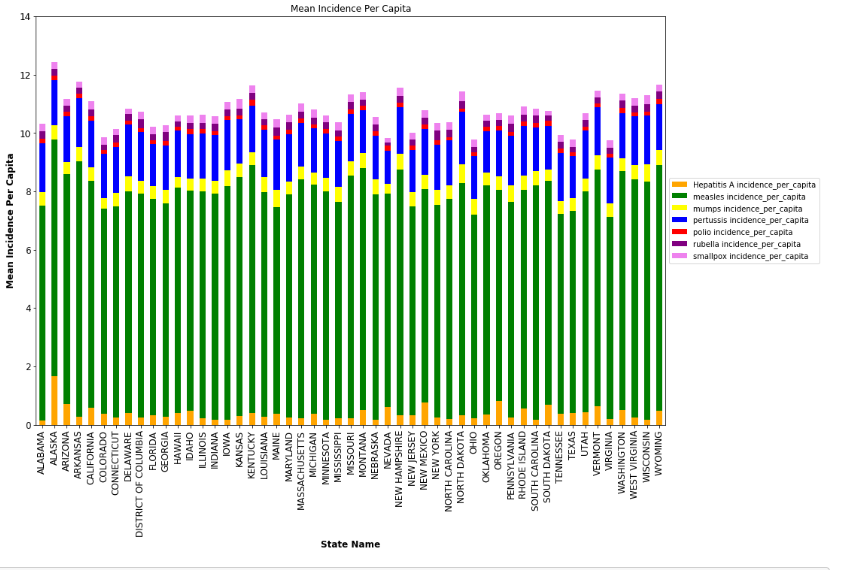 Mean Incidence Per Capita
14
12
10
8
6
4
2
0
Mean Incidence Per Capita
Hepatitis A incidence_per_capita
measles incidence_per_capita
mumps incidence_per_capita
pertussis incidence_per_capita
polio incidence_per_capita
rubella incidence_per_capita
smallpox incidence_per_capita
ALABAMA
ALASKA
ARIZONA
ARKANSAS
CALIFORNIA
COLORADO
CONNECTICUT
DELAWARE
DISTRICT OF COLUMBIA
FLORIDA
GEORGIA
HAWAII
IDAHO
ILLINOIS
INDIANA
IOWA
KANSAS
KENTUCKY
LOUISIANA
MAINE
MARYLAND
MASSACHUSETTS
MICHIGAN
MINNESOTA
MISSISSIPPI
MISSOURI
MONTANA
NEBRASKA
NEVADA
NEW HAMPSHIRE
NEW JERSEY
NEW MEXICO
NEW YORK
NORTH CAROLINA
NORTH DAKOTA
OHIO
OKLAHOMA
OREGON
PENNSYLVANIA
RHODE ISLAND
SOUTH CAROLINA
SOUTH DAKOTA
TENNESSEE
TEXAS
UTAH
VERMONT
VIRGINIA
WASHINGTON
WEST VIRGINIA
WISCONSIN
WYOMING
State Name